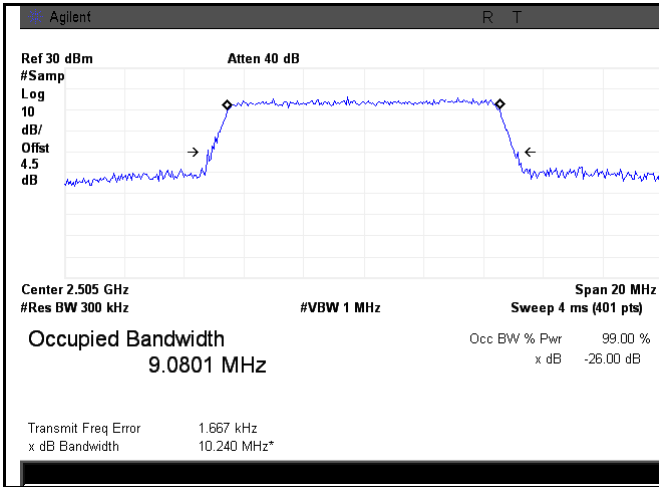 Agilent R T
Ref 30 dBm Atten 40 dB
#Samp
Log
10
dB/
Offst
4.5
dB
Center 2.505 GHz Span 20 MHz
#Res BW 300 kHz #VBW 1 MHz Sweep 4 ms (401 pts)
Occupied Bandwidth Occ BW % Pwr 99.00 %
9.0801 MHz x dB -26.00 dB
Transmit Freq Error 1.667 kHz
x dB Bandwidth 10.240 MHz*